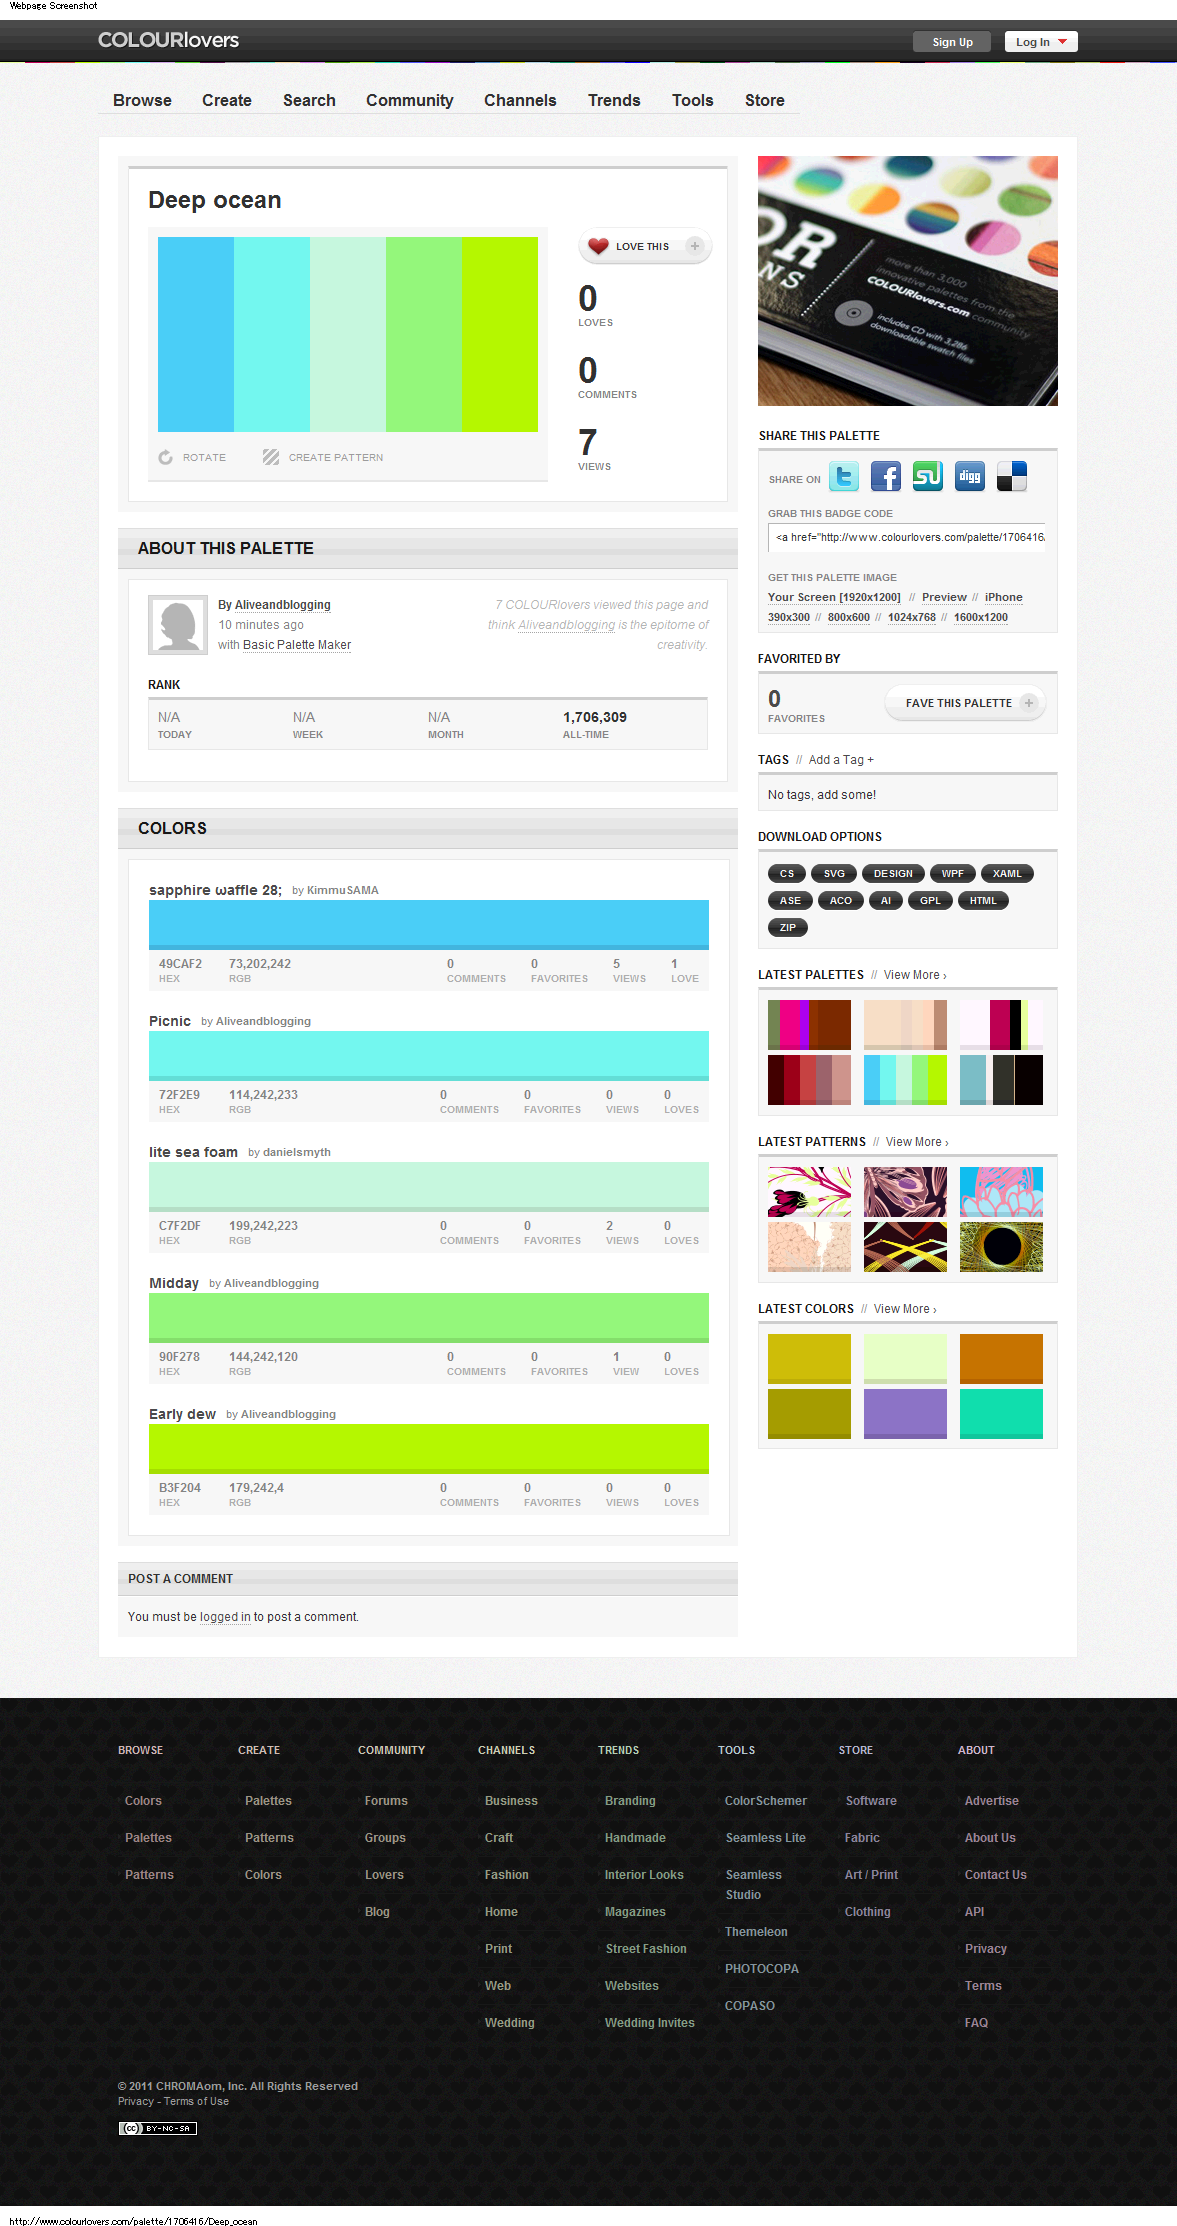 Webpage Screenshot
COLOURlovers
Sign Up
Log In
Browse Create Search Community Channels Trends Tools Store
Deep ocean
LOVE THIS
0
LOVES
0
COMMENTS
7
VIEWS
ROTATE CREATE PATTERN
ABOUT THIS PALETTE
By Aliveandblogging
10 minutes ago
with Basic Palette Maker
7 COLOURlovers viewed this page and
think Aliveandblogging is the epitome of
creativity.
RANK
N/A N/A N/A 1,706,309
TODAY WEEK MONTH ALL-TIME
COLORS
sapphire ωaffle 28; by KimmuSAMA
49CAF2 73,202,242 0 0 5 1
HEX RGB COMMENTS FAVORITES VIEWS LOVE
Picnic by Aliveandblogging
72F2E9 114,242,233 0 0 0 0
HEX RGB COMMENTS FAVORITES VIEWS LOVES
lite sea foam by danielsmyth
C7F2DF 199,242,223 0 0 2 0
HEX RGB COMMENTS FAVORITES VIEWS LOVES
Midday by Aliveandblogging
90F278 144,242,120 0 0 1 0
HEX RGB COMMENTS FAVORITES VIEW LOVES
Early dew by Aliveandblogging
B3F204 179,242,4 0 0 0 0
HEX RGB COMMENTS FAVORITES VIEWS LOVES
POST A COMMENT
You must be logged in to post a comment.
OR
NS
more than 3,000
innovative palettes from the
COLOURlovers.com community
includes CD with 3,286
downloadable swatch files
SHARE THIS PALETTE
SHARE ON t f SU digg
GRAB THIS BADGE CODE
<a href="http://www.colourlovers.com/palette/1706416/
GET THIS PALETTE IMAGE
Your Screen [1920x1200] // Preview // iPhone
390x300 // 800x600 // 1024x768 // 1600x1200
FAVORITED BY
0
FAVORITES
FAVE THIS PALETTE
TAGS // Add a Tag +
No tags, add some!
DOWNLOAD OPTIONS
CS SVG DESIGN WPF XAML
ASE ACO AI GPL HTML
ZIP
LATEST PALETTES // View More ›
LATEST PATTERNS // View More ›
LATEST COLORS // View More ›
BROWSE CREATE COMMUNITY CHANNELS TRENDS TOOLS STORE ABOUT
Colors Palettes Forums Business Branding ColorSchemer Software Advertise
Palettes Patterns Groups Craft Handmade Seamless Lite Fabric About Us
Patterns Colors Lovers Fashion Interior Looks Seamless Art / Print Contact Us
Studio
Blog Home Magazines Clothing API
Themeleon
Print Street Fashion Privacy
PHOTOCOPA
Web Websites Terms
COPASO
Wedding Wedding Invites FAQ
© 2011 CHROMAom, Inc. All Rights Reserved
Privacy - Terms of Use
cc BY-NC-SA
http://www.colourlovers.com/palette/1706416/Deep_ocean